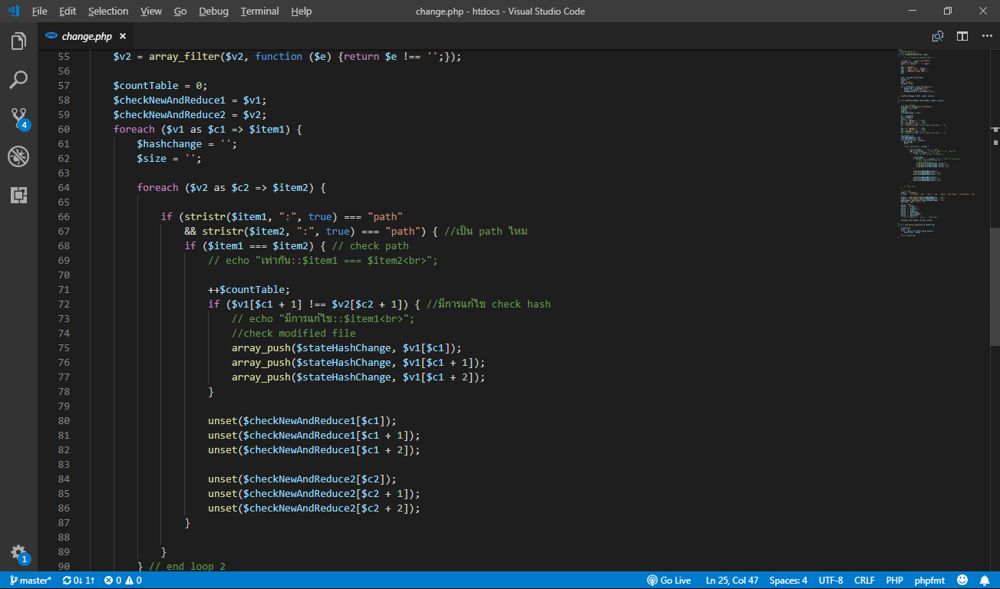 File Edit Selection View Go Debug Terminal Help change.php - htdocs - Visual Studio Code
php change.php ×
55 $v2 = array_filter($v2, function ($e) {return $e !== '';});
56
57 $countTable = 0;
58 $checkNewAndReduce1 = $v1;
59 $checkNewAndReduce2 = $v2;
60 foreach ($v1 as $c1 => $item1) {
61 $hashchange = '';
62 $size = '';
63
64 foreach ($v2 as $c2 => $item2) {
65
66 if (stristr($item1, ":", true) === "path"
67 && stristr($item2, ":", true) === "path") { //เป็น path ไหม
68 if ($item1 === $item2) { // check path
69 // echo "เท่ากัน::$item1 === $item2<br>";
70
71 ++$countTable;
72 if ($v1[$c1 + 1] !== $v2[$c2 + 1]) { //มีการแก้ไข check hash
73 // echo "มีการแก้ไข::$item1<br>";
74 //check modified file
75 array_push($stateHashChange, $v1[$c1]);
76 array_push($stateHashChange, $v1[$c1 + 1]);
77 array_push($stateHashChange, $v1[$c1 + 2]);
78 }
79
80 unset($checkNewAndReduce1[$c1]);
81 unset($checkNewAndReduce1[$c1 + 1]);
82 unset($checkNewAndReduce1[$c1 + 2]);
83
84 unset($checkNewAndReduce2[$c2]);
85 unset($checkNewAndReduce2[$c2 + 1]);
86 unset($checkNewAndReduce2[$c2 + 2]);
87 }
88
89 }
90 } // end loop 2
4
1
master* 0↓ 1↑ 0 0 Go Live Ln 25, Col 47 Spaces: 4 UTF-8 CRLF PHP phpfmt